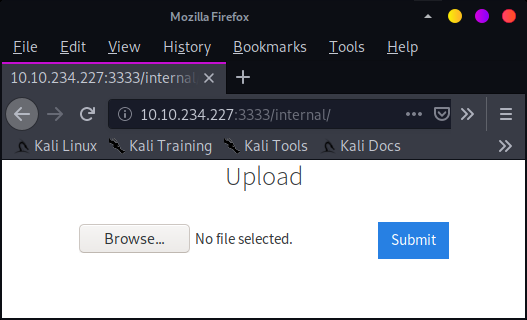 Mozilla Firefox
File Edit View History Bookmarks Tools Help
10.10.234.227:3333/internal
10.10.234.227:3333/internal/
Kali Linux Kali Training Kali Tools Kali Docs
Upload
Browse... No file selected. Submit